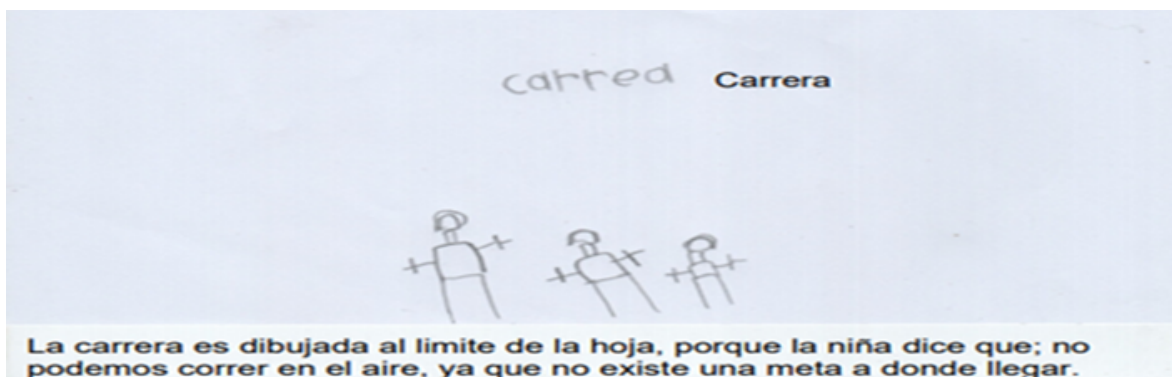 carrea Carrera
La carrera es dibujada al limite de la hoja, porque la niña dice que; no
podemos correr en el aire, ya que no existe una meta a donde llegar.